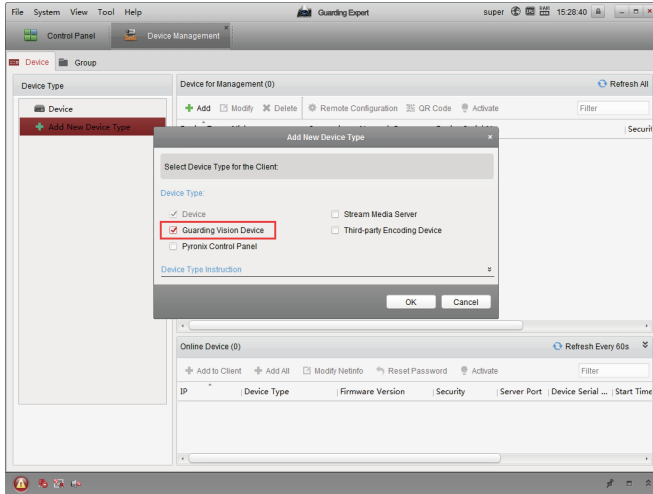 File System View Tool Help
Guarding Expert
super 15:28:40
Control Panel
Device Management
Device Group
Device Type
Device
Add New Device Type
Device for Management (0)
Refresh All
Add Modify Delete Remote Configuration QR Code Activate
Filter
Securit
Add New Device Type
Select Device Type for the Client:
Device Type:
Device
Stream Media Server
Guarding Vision Device
Third-party Encoding Device
Pyronix Control Panel
Device Type Instruction
OK Cancel
Online Device (0)
Refresh Every 60s
Add to Client Add All Modify Netinfo Reset Password Activate
Filter
IP Device Type Firmware Version Security Server Port Device Serial ... Start Time